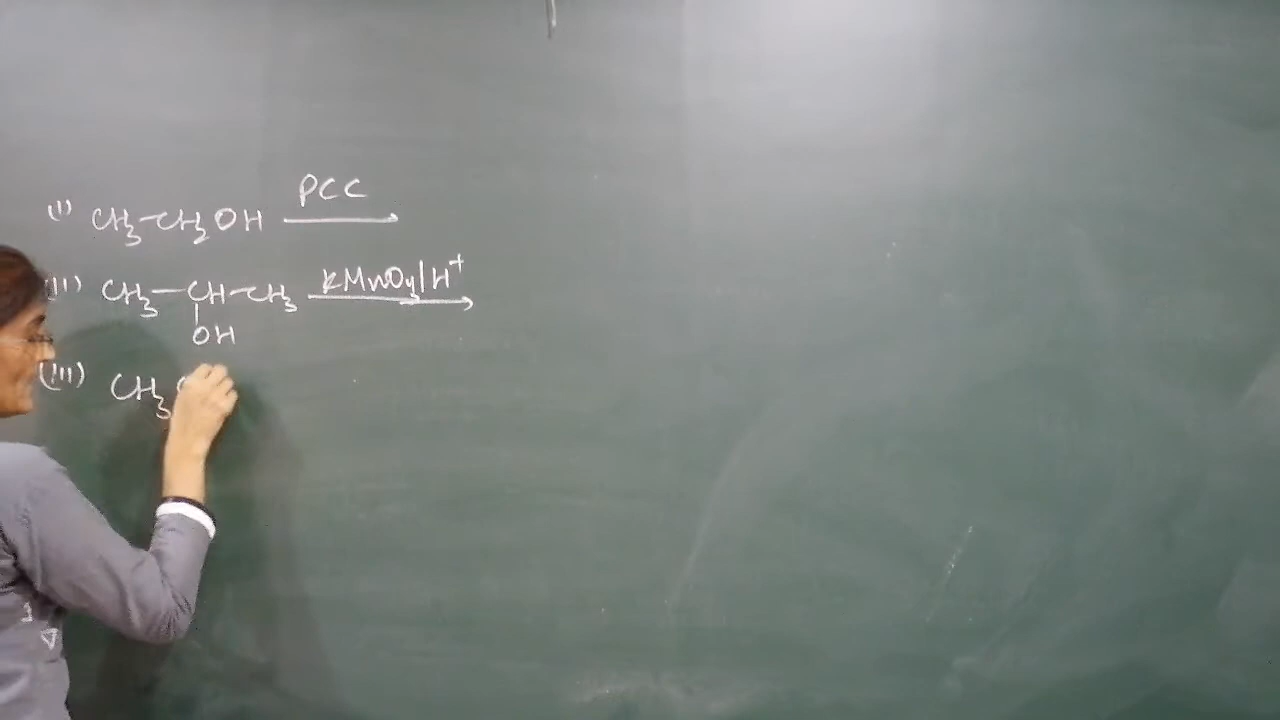 PCC
(i) CH3-CH2OH →
KMnO4/H+
(ii) CH3-CH-CH3 →
OH
(iii) CH3